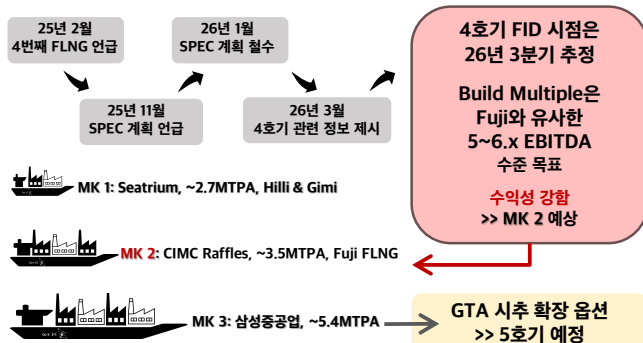 25년 2월
4번째 FLNG 언급
26년 1월
SPEC 계획 철수
25년 11월
SPEC 계획 언급
26년 3월
4호기 관련 정보 제시
4호기 FID 시점은
26년 3분기 추정
Build Multiple은
Fuji와 유사한
5~6.x EBITDA
수준 목표
수익성 강함
>> MK 2 예상
MK 1: Seatrium, ~2.7MTPA, Hilli & Gimi
MK 2: CIMC Raffles, ~3.5MTPA, Fuji FLNG
MK 3: 삼성중공업, ~5.4MTPA
GTA 시추 확장 옵션
>> 5호기 예정